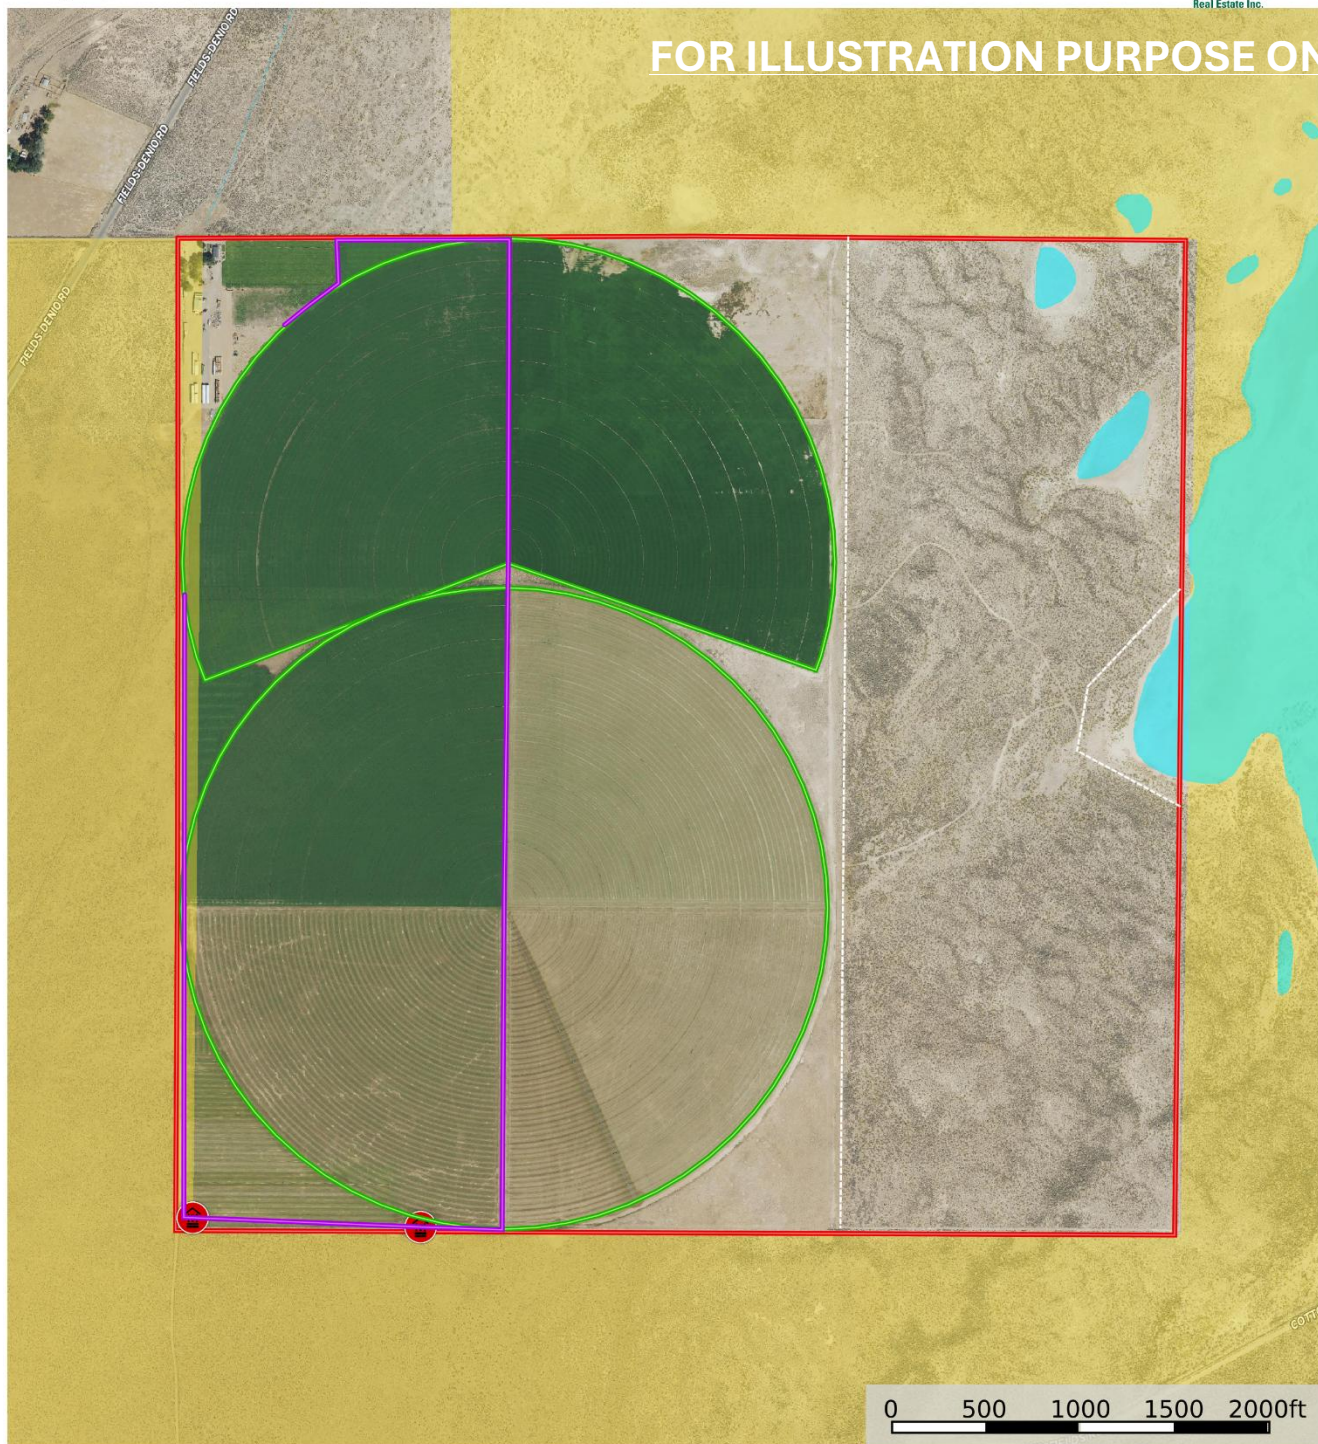 Real Estate Inc.
FOR ILLUSTRATION PURPOSE ON
FIELDS-DENIO RD
FIELDS-DENIO RD
FIELDS-DENIO RD
COTT
0 500 1000 1500 2000ft